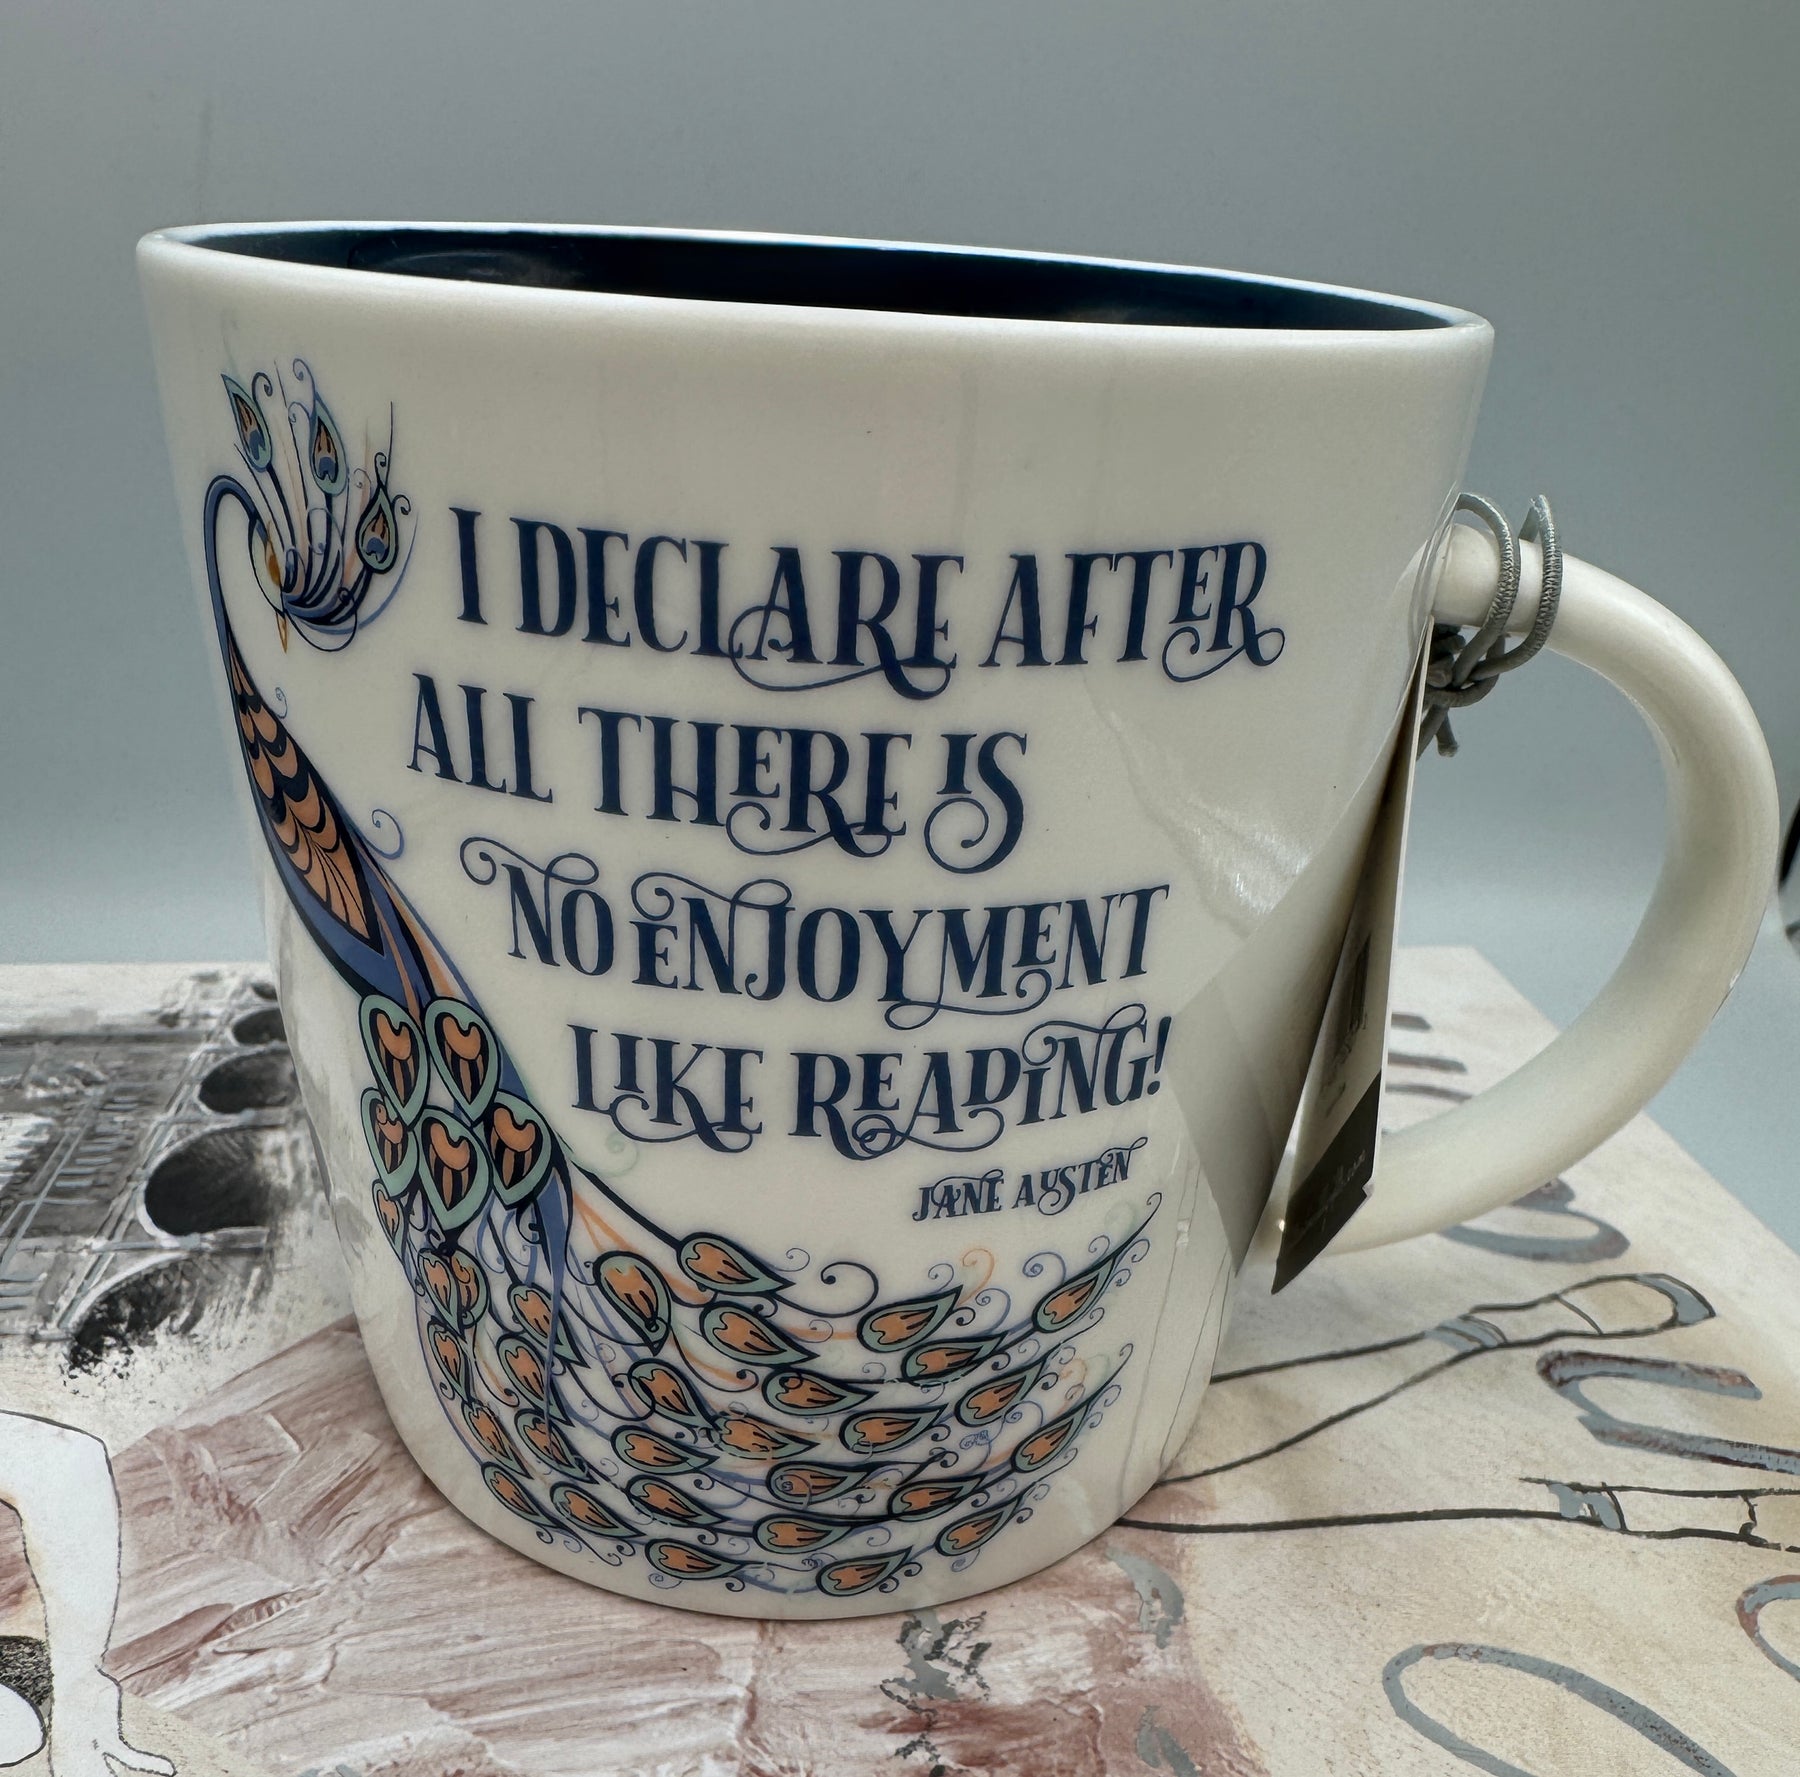 I DECLARE AFTER
ALL THERE IS
NO ENJOYMENT
LIKE READING!
JANE AUSTEN